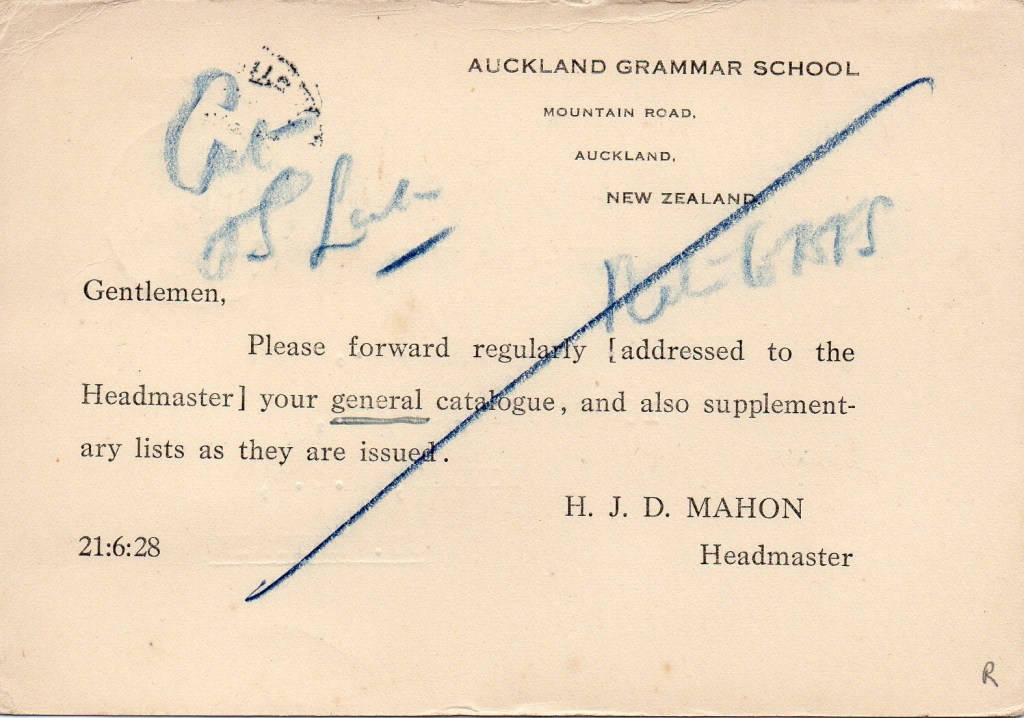 AUCKLAND GRAMMAR SCHOOL
MOUNTAIN ROAD,
AUCKLAND,
NEW ZEALAND
Cat
Gentlemen,
Please forward regularly [addressed to the
Headmaster] your general catalogue, and also supplement-
ary lists as they are issued.
H. J. D. MAHON
21:6:28
Headmaster
R